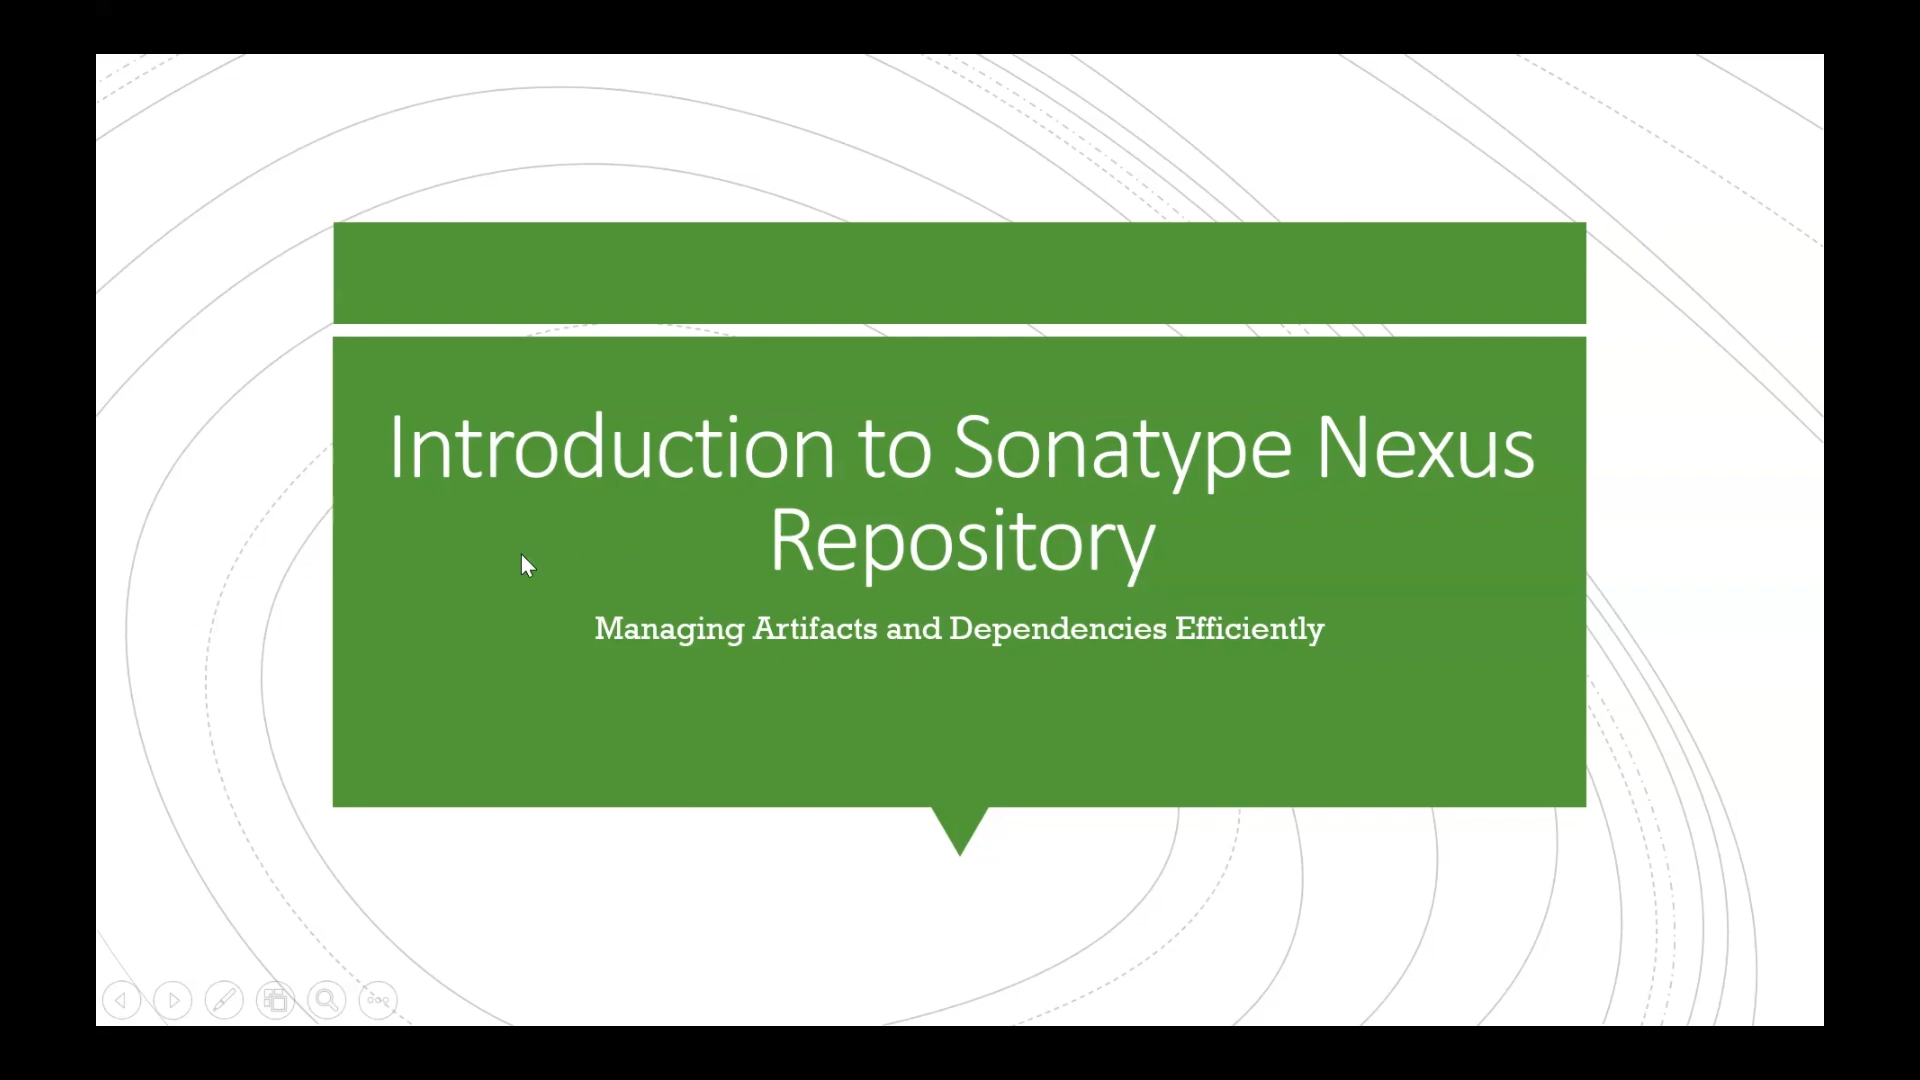 Introduction to Sonatype Nexus
Repository
Managing Artifacts and Dependencies Efficiently